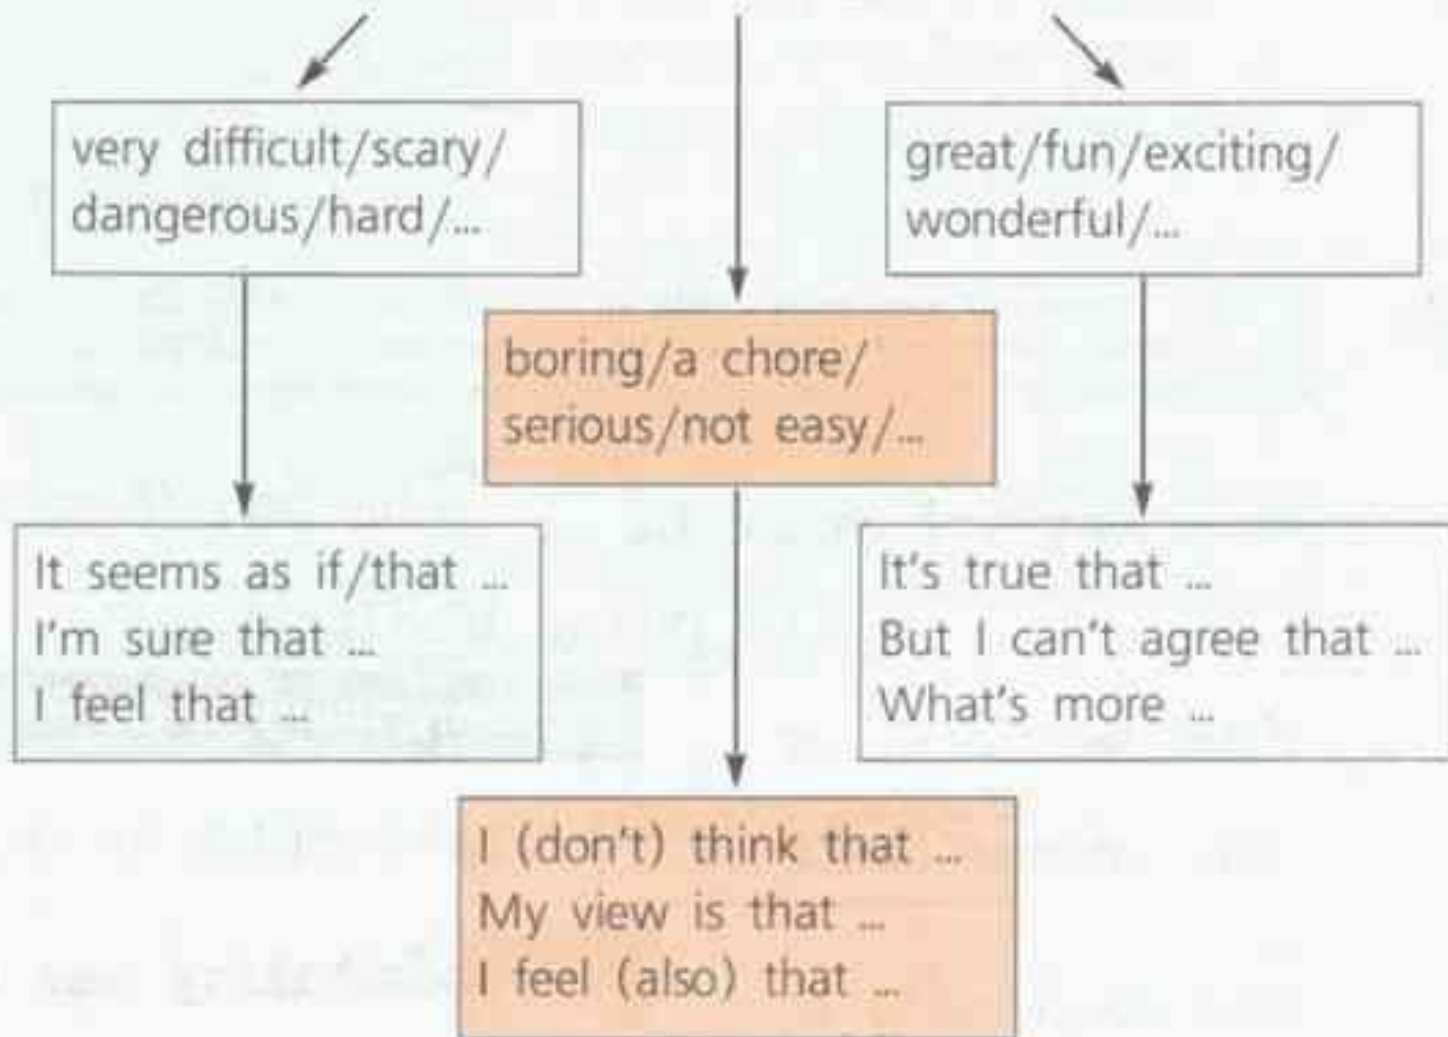 very difficult/scary/
dangerous/hard/...
great/fun/exciting/
wonderful/...
boring/a chore/
serious/not easy/...
It seems as if/that ...
I'm sure that ...
I feel that ...
It's true that ...
But I can't agree that ...
What's more ...
I (don't) think that ...
My view is that ...
I feel (also) that ...